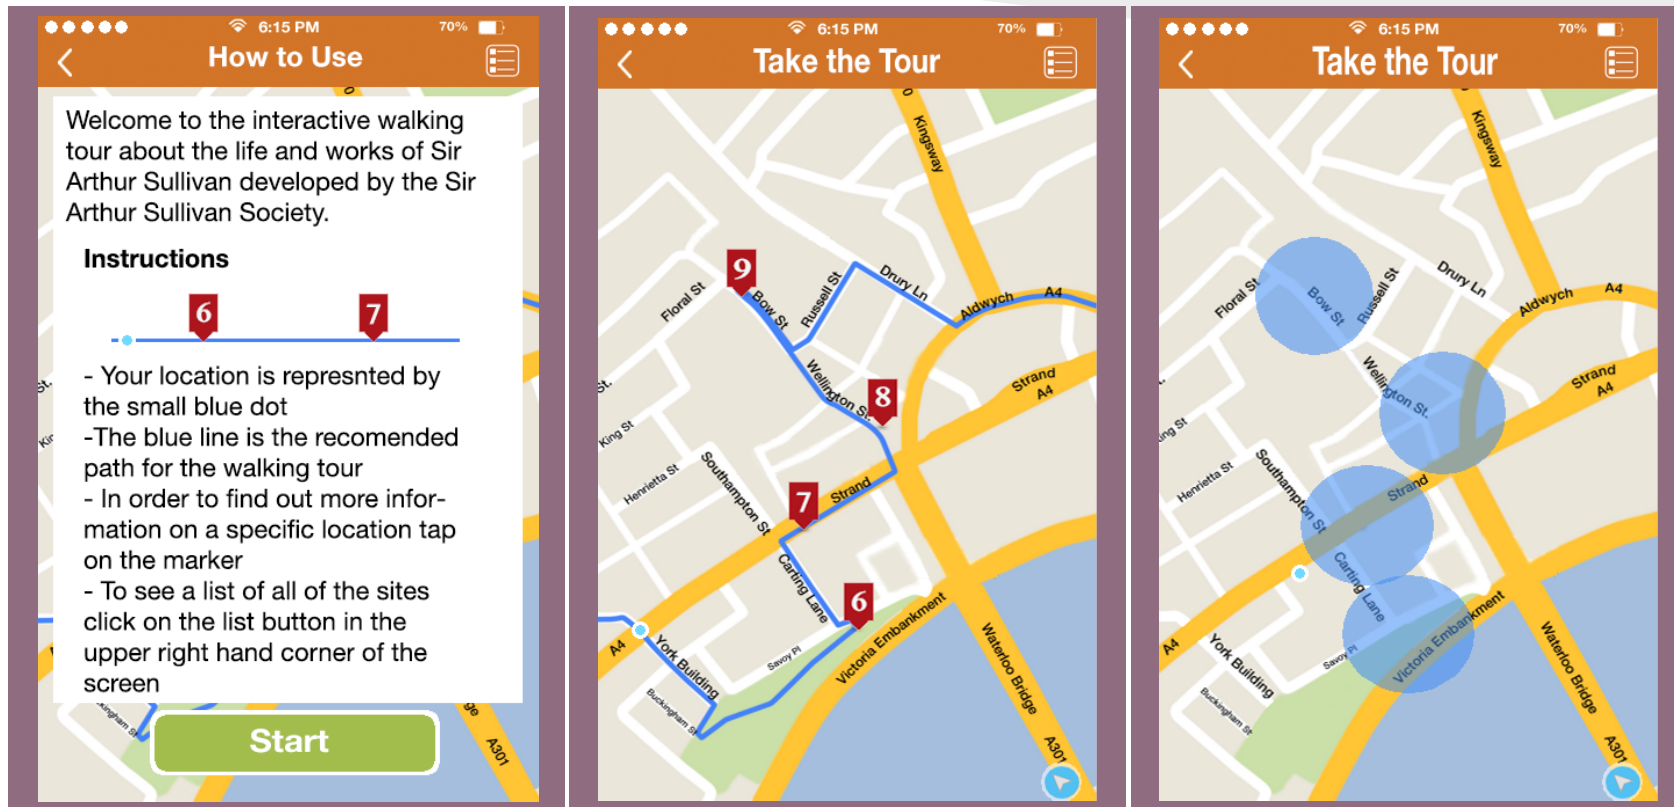 6:15 PM
70%
How to Use
Welcome to the interactive walking
tour about the life and works of Sir
Arthur Sullivan developed by the Sir
Arthur Sullivan Society.
Instructions
6
7
- Your location is represnted by
the small blue dot
-The blue line is the recomended
path for the walking tour
- In order to find out more infor-
mation on a specific location tap
on the marker
- To see a list of all of the sites
click on the list button in the
upper right hand corner of the
screen
Start
St.
A301
6:15 PM
70%
Take the Tour
Kingsway
9
Floral St
Bow St
Russell St
Drury Ln
Aldwych
A4
St.
Wellington St.
8
Strand
A4
King St
Henrietta St
Southampton St
7
Strand
Carting Lane
6
A4
York Building
Savoy Pl
Victoria Embankment
Buckingham St
Waterloo Bridge
A301
6:15 PM
70%
Take the Tour
Kingsway
Floral St
Bow St
Russell St
Drury Ln
Aldwych
A4
Wellington St.
Strand
A4
ing St
Henrietta St
Southampton St
Strand
Carting Lane
A4
York Building
Savoy Pl
Victoria Embankment
Buckingham St
Waterloo Bridge
A301